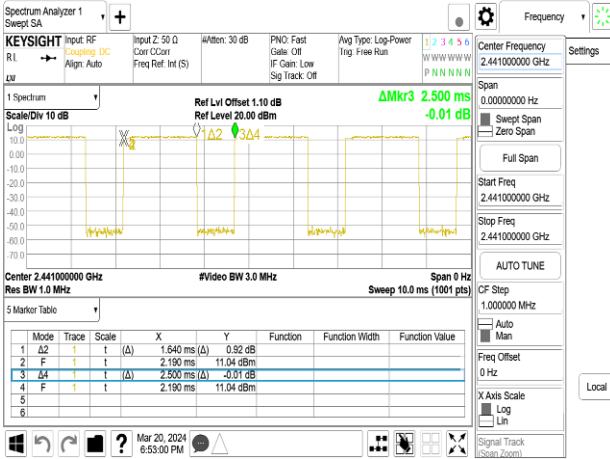 Spectrum Analyzer 1
Swept SA
Frequency
KEYSIGHT
RL
Input: RF
Coupling: DC
Align: Auto
Input Z: 50 Ω
Corr CCorr
Freq Ref: Int (S)
#Atten: 30 dB
PNO: Fast
Gate: Off
IF Gain: Low
Sig Track: Off
Avg Type: Log-Power
Trig: Free Run
1 2 3 4 5 6
W W W W W W
P N N N N N
1 Spectrum
Scale/Div 10 dB
Ref Lvl Offset 1.10 dB
Ref Level 20.00 dBm
ΔMkr3 2.500 ms
-0.01 dB
Log
10.0
0.00
-10.0
-20.0
-30.0
-40.0
-50.0
-60.0
-70.0
1Δ2
3Δ4
Center 2.441000000 GHz
Res BW 1.0 MHz
#Video BW 3.0 MHz
Span 0 Hz
Sweep 10.0 ms (1001 pts)
5 Marker Table
Mode Trace Scale X Y Function Function Width Function Value
1 Δ2 1 t (Δ) 1.640 ms (Δ) 0.92 dB
2 F 1 t 2.190 ms 11.04 dBm
3 Δ4 1 t (Δ) 2.500 ms (Δ) -0.01 dB
4 F 1 t 2.190 ms 11.04 dBm
5
6
Mar 20, 2024
6:53:00 PM
Center Frequency
2.441000000 GHz
Settings
Span
0.00000000 Hz
Swept Span
Zero Span
Full Span
Start Freq
2.441000000 GHz
Stop Freq
2.441000000 GHz
AUTO TUNE
CF Step
1.000000 MHz
Auto
Man
Freq Offset
0 Hz
Local
X Axis Scale
Log
Lin
Signal Track
(Span Zoom)